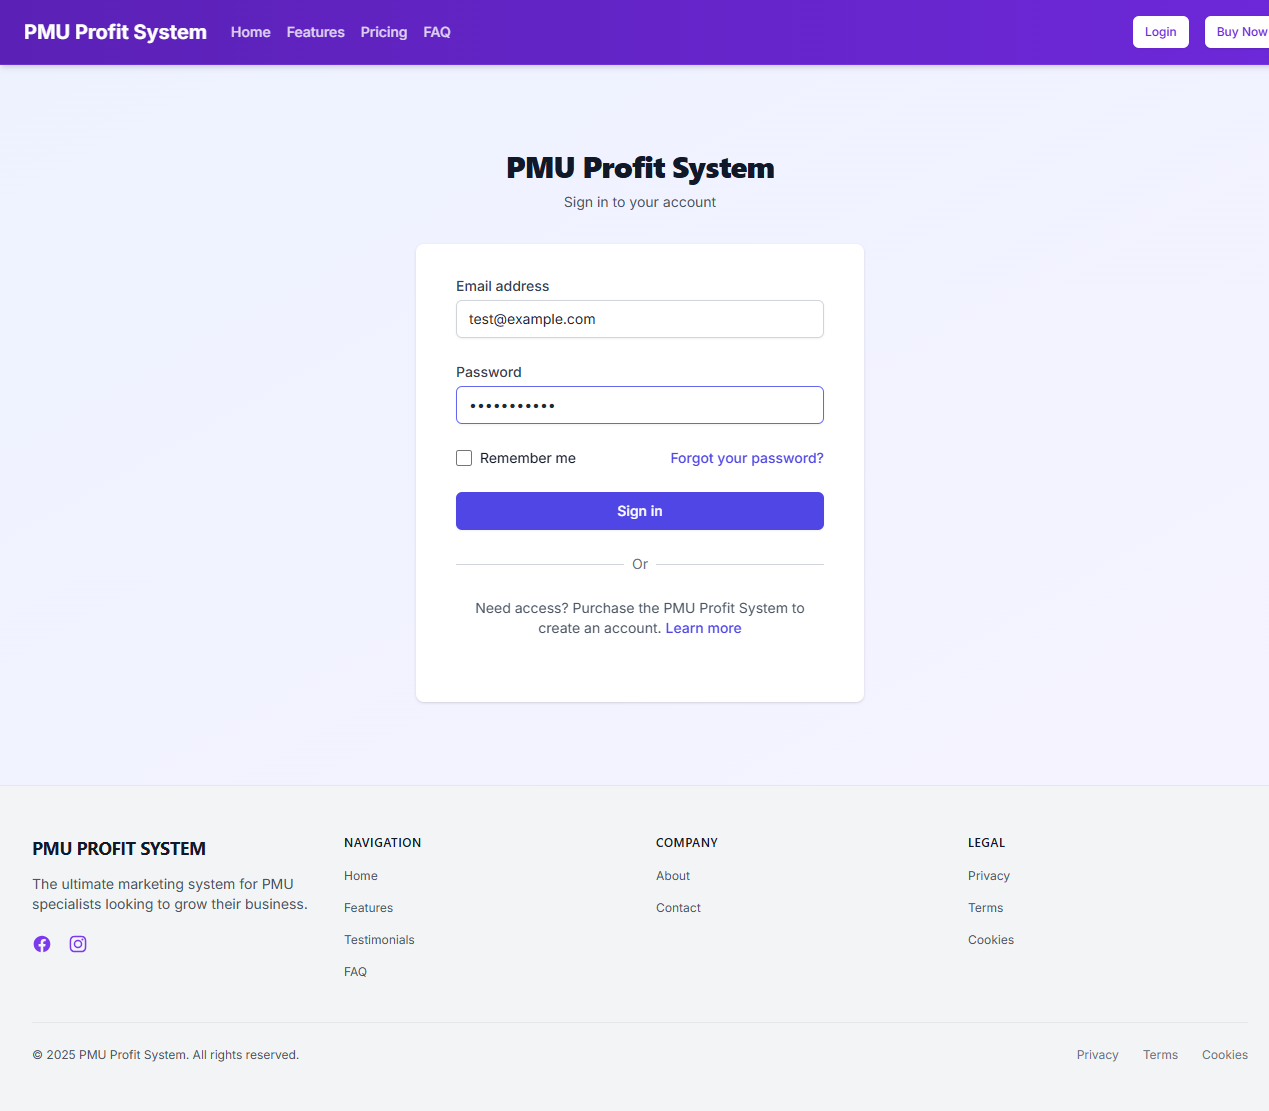 PMU Profit System
Home
Features
Pricing
FAQ
Login
Buy Now
PMU Profit System
Sign in to your account
Email address
test@example.com
Password
•••••••••••
Remember me
Forgot your password?
Sign in
Or
Need access? Purchase the PMU Profit System to
create an account. Learn more
PMU PROFIT SYSTEM
The ultimate marketing system for PMU
specialists looking to grow their business.
NAVIGATION
Home
Features
Testimonials
FAQ
COMPANY
About
Contact
LEGAL
Privacy
Terms
Cookies
© 2025 PMU Profit System. All rights reserved.
Privacy
Terms
Cookies